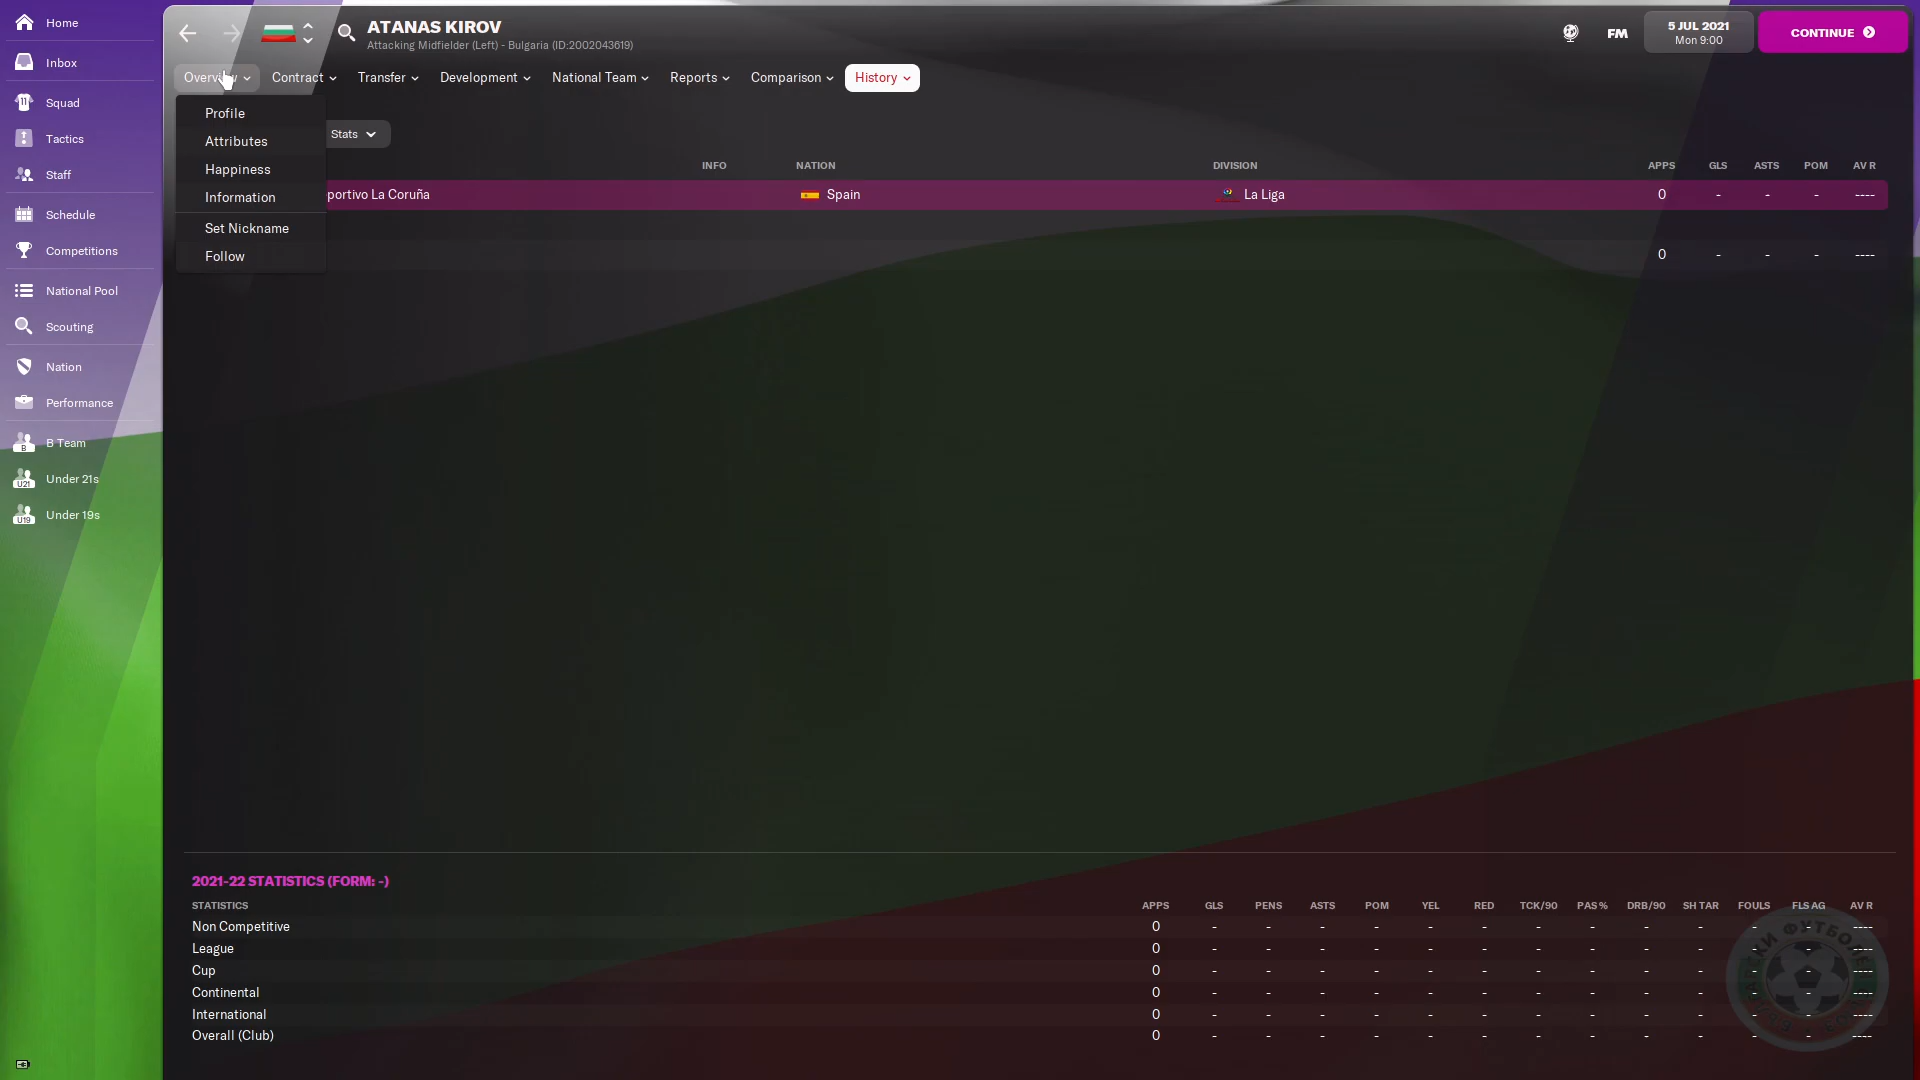 Home
Inbox
Squad
Tactics
Staff
Schedule
Competitions
National Pool
Scouting
Nation
Performance
B B Team
U21 Under 21s
U19 Under 19s
ATANAS KIROV
Attacking Midfielder (Left) - Bulgaria (ID:2002043619)
FM
5 JUL 2021
Mon 9:00
CONTINUE
Contract Transfer Development National Team Reports Comparison History
Profile
Attributes
Happiness
Information
Set Nickname
Follow
Stats
INFO NATION DIVISION APPS GLS ASTS POM AV R
portivo La Coruña Spain La Liga 0 - - - ----
0 - - - ----
2021-22 STATISTICS (FORM: -)
STATISTICS APPS GLS PENS ASTS POM YEL RED TCK/90 PAS % DRB/90 SH TAR FOULS FLS AG AV R
Non Competitive 0 - - - - - - - - - - - - ----
League 0 - - - - - - - - - - - - ----
Cup 0 - - - - - - - - - - - - ----
Continental 0 - - - - - - - - - - - - ----
International 0 - - - - - - - - - - - - ----
Overall (Club) 0 - - - - - - - - - - - - ----